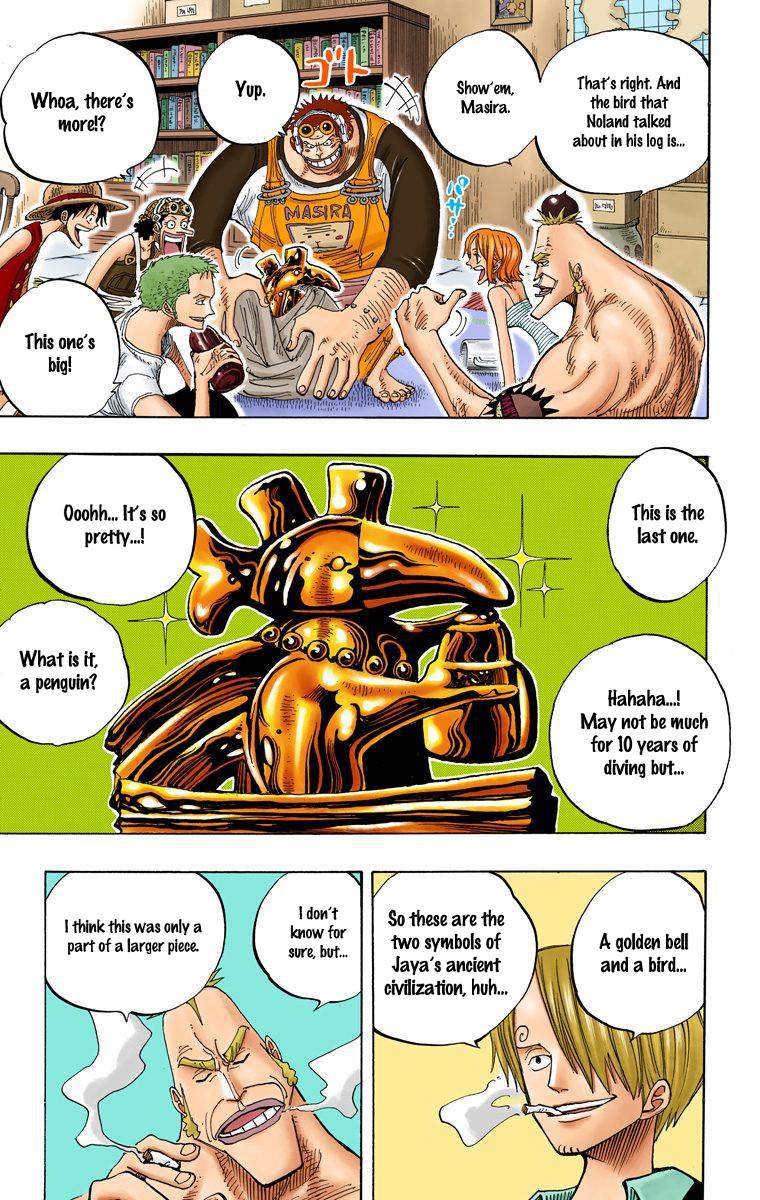 That's right. And
the bird that
Noland talked
about in his log is...
Show'em,
Masira.
Yup.
ゴト
Whoa, there's
more!?
MASIRA
パサ...
This one's
big!
This is the
last one.
Ooohh... It's so
pretty...!
What is it,
a penguin?
Hahaha...!
May not be much
for 10 years of
diving but...
A golden bell
and a bird...
So these are the
two symbols of
Jaya's ancient
civilization, huh...
I don't
know for
sure, but...
I think this was only a
part of a larger piece.